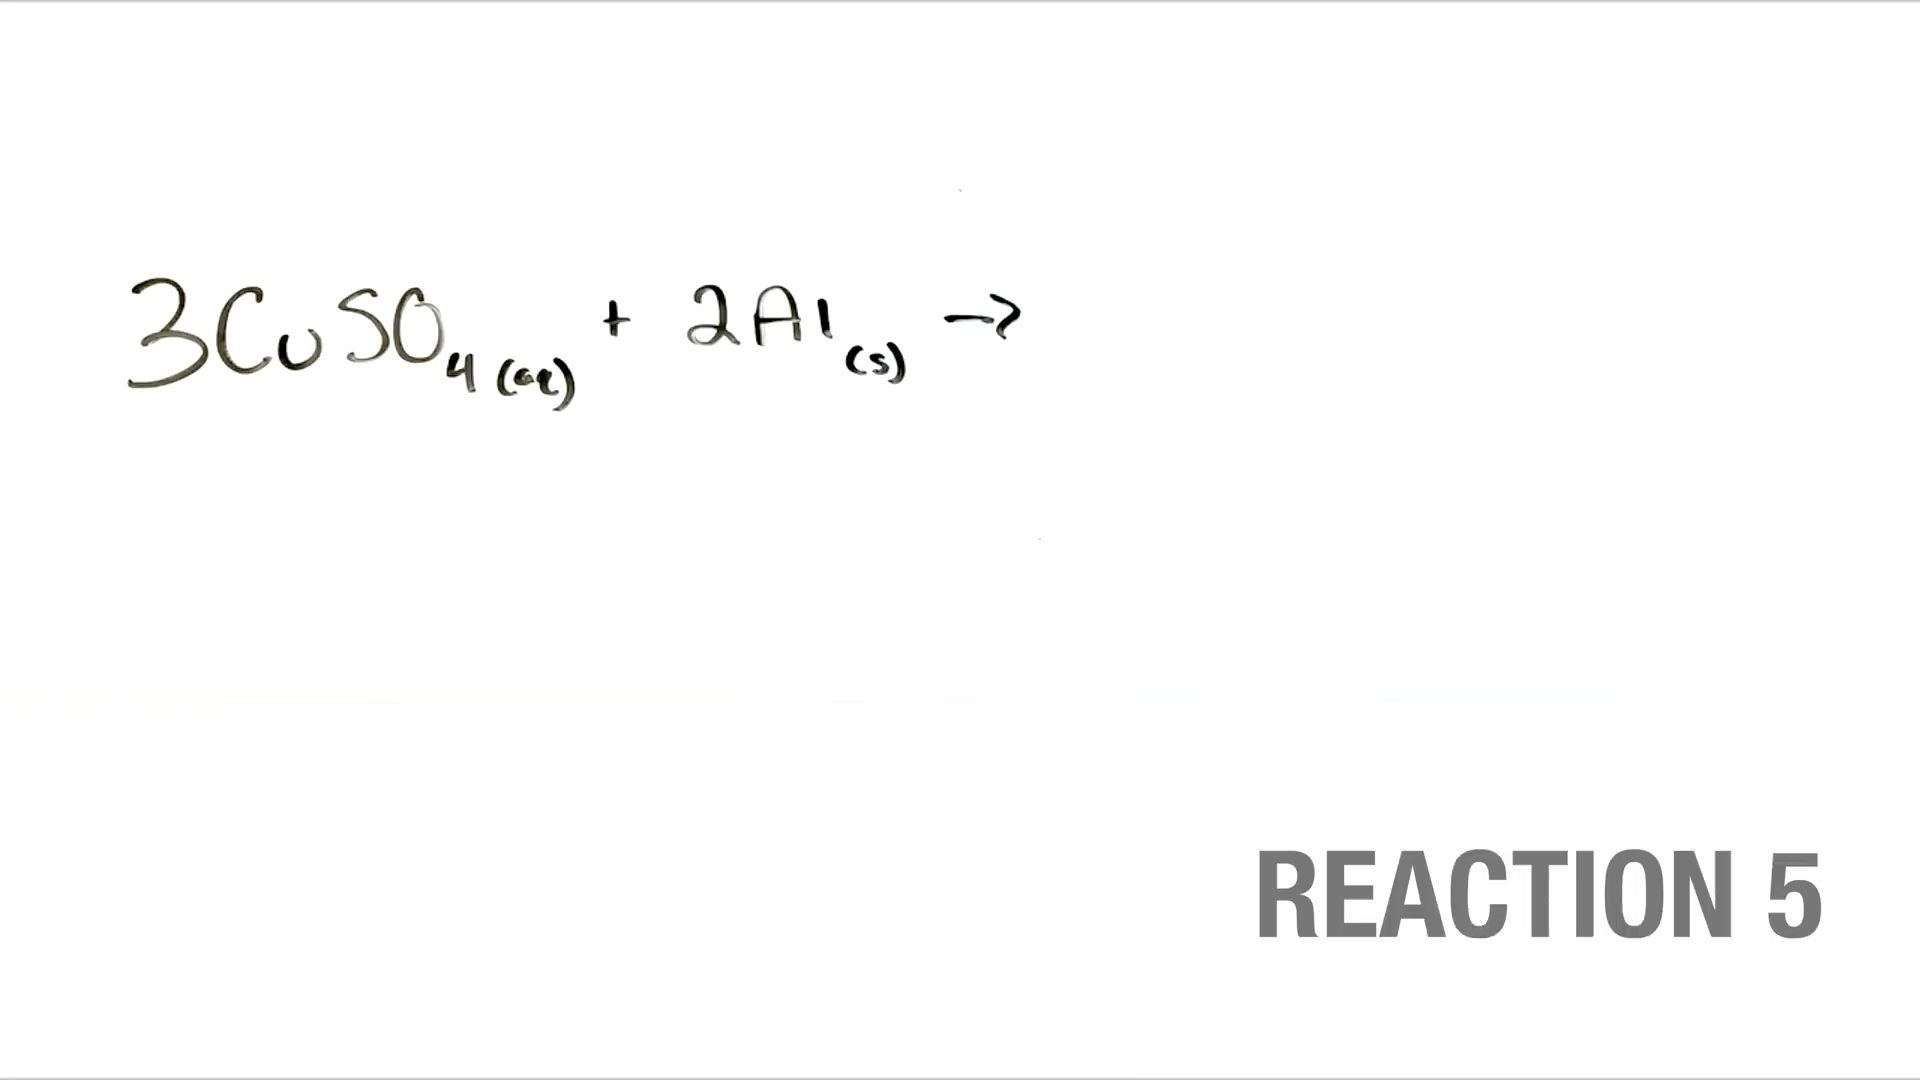 3CuSO4(aq) + 2Al(s) →
REACTION 5